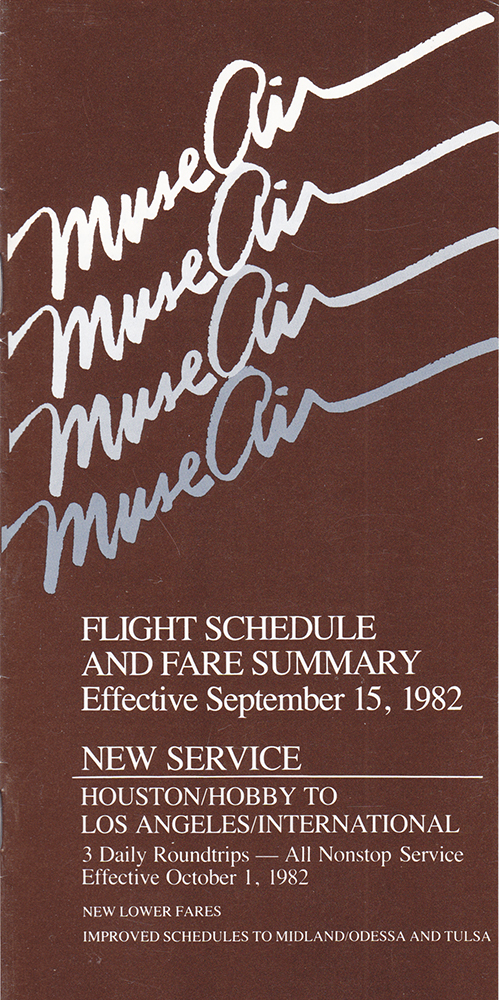 Muse Air
Muse Air
Muse Air
Muse Air
FLIGHT SCHEDULE
AND FARE SUMMARY
Effective September 15, 1982
NEW SERVICE
HOUSTON/HOBBY TO
LOS ANGELES/INTERNATIONAL
3 Daily Roundtrips — All Nonstop Service
Effective October 1, 1982
NEW LOWER FARES
IMPROVED SCHEDULES TO MIDLAND/ODESSA AND TULSA